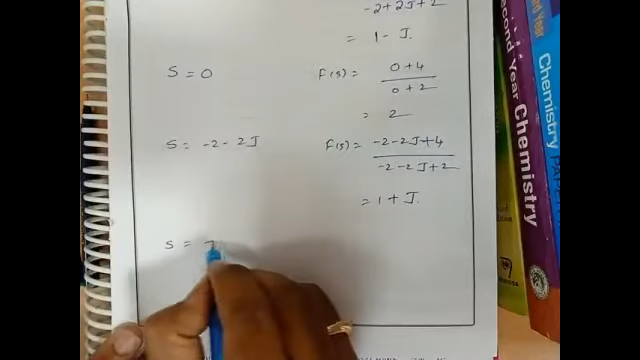 -2+2J+2
= 1 - J.
S = 0 F(s) = 0+4
0+2
= 2
S = -2-2J F(s) = -2-2J+4
-2-2J+2
= 1 + J.
S =
Second Year Chemistry
Chemistry